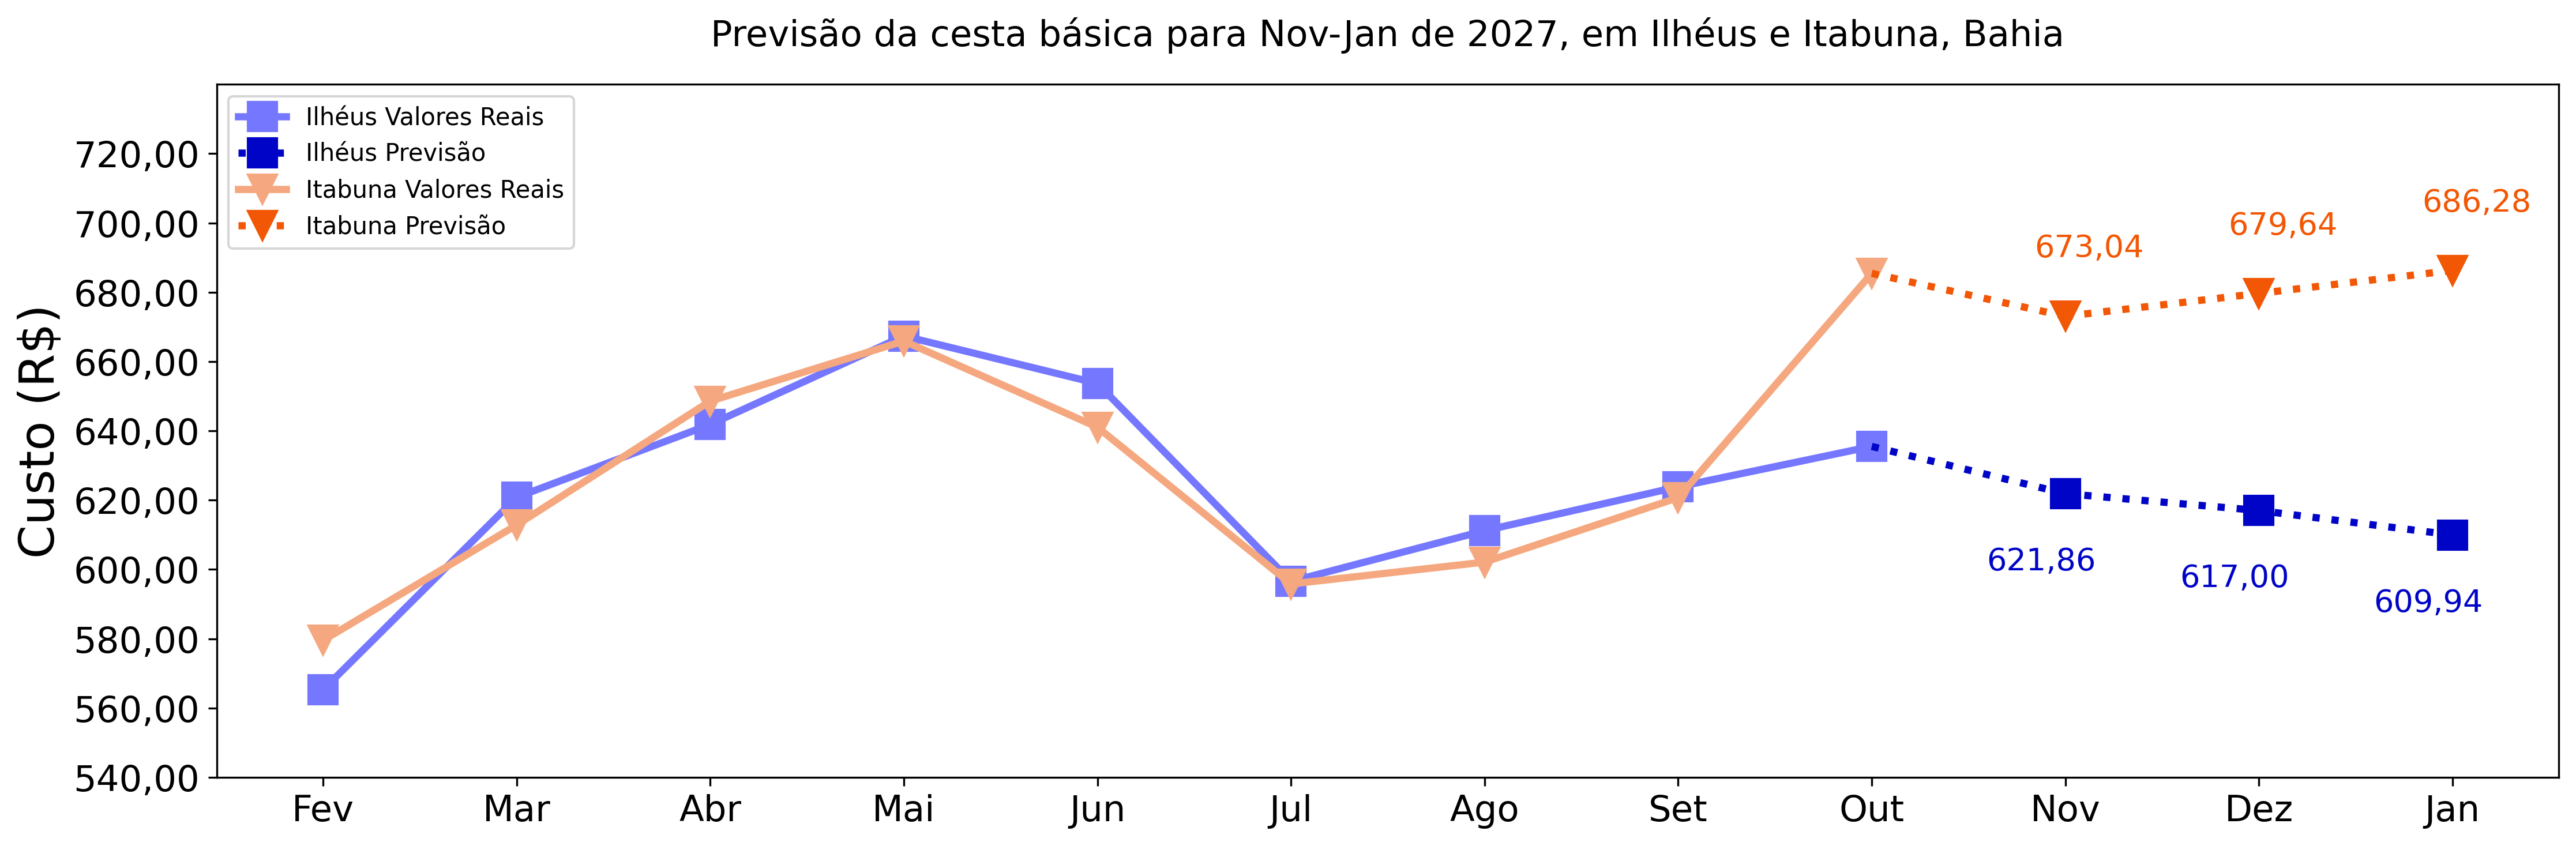 Previsão da cesta básica para Nov-Jan de 2027, em Ilhéus e Itabuna, Bahia
Ilhéus Valores Reais
Ilhéus Previsão
Itabuna Valores Reais
Itabuna Previsão
Custo (R$)
720,00
700,00
680,00
660,00
640,00
620,00
600,00
580,00
560,00
540,00
673,04
679,64
686,28
621,86
617,00
609,94
Fev Mar Abr Mai Jun Jul Ago Set Out Nov Dez Jan